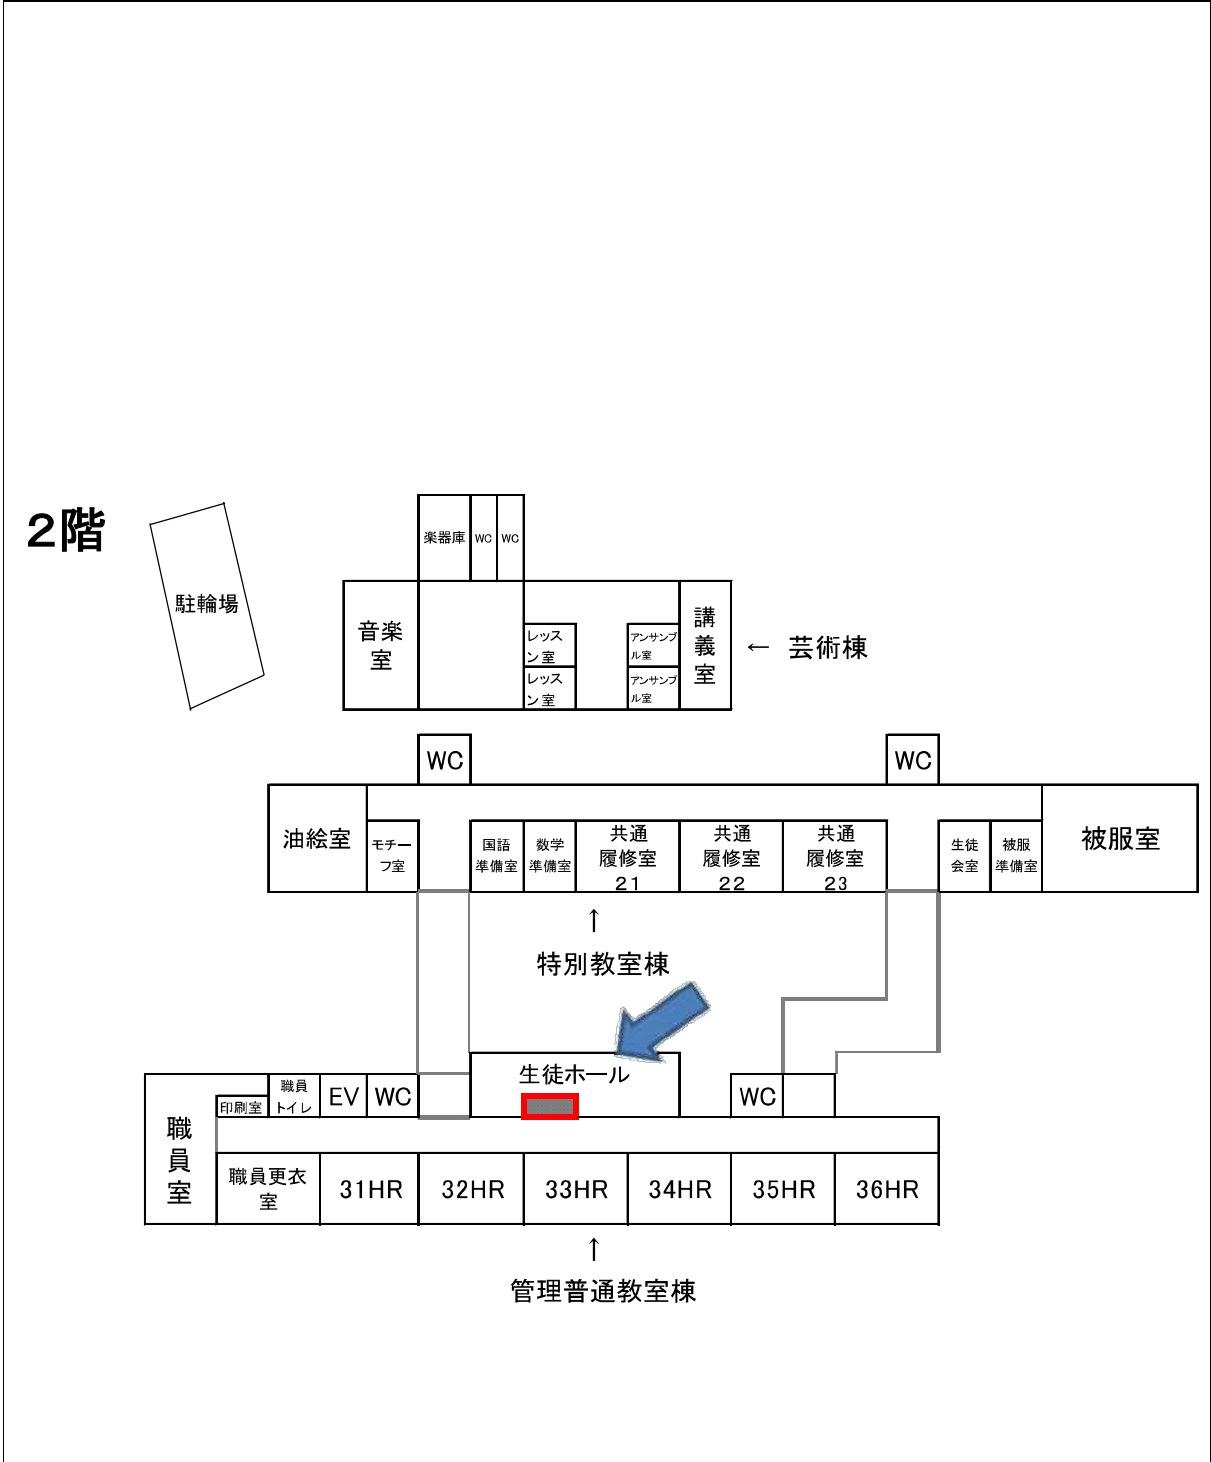 2階
駐輪場
楽器庫
WC
WC
音楽
室
レッス
ン室
レッス
ン室
アンサンブ
ル室
アンサンブ
ル室
講
義
室
← 芸術棟
WC
WC
油絵室
モチー
フ室
国語
準備室
数学
準備室
共通
履修室
21
共通
履修室
22
共通
履修室
23
生徒
会室
被服
準備室
被服室
↑
特別教室棟
生徒ホール
職
員
室
印刷室
職員
トイレ
EV
WC
WC
職員更衣
室
31HR
32HR
33HR
34HR
35HR
36HR
↑
管理普通教室棟